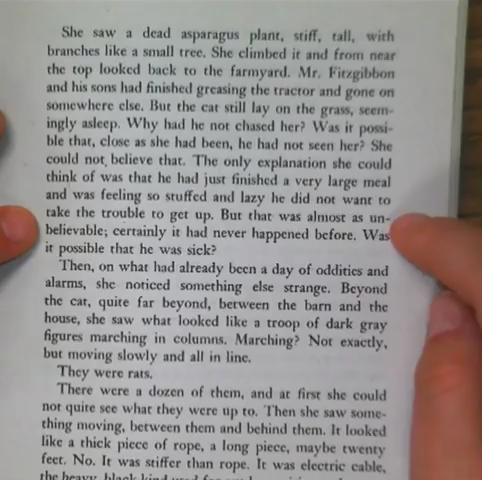 She saw a dead asparagus plant, stiff, tall, with
branches like a small tree. She climbed it and from near
the top looked back to the farmyard. Mr. Fitzgibbon
and his sons had finished greasing the tractor and gone on
somewhere else. But the cat still lay on the grass, seem-
ingly asleep. Why had he not chased her? Was it possi-
ble that, close as she had been, he had not seen her? She
could not believe that. The only explanation she could
think of was that he had just finished a very large meal
and was feeling so stuffed and lazy he did not want to
take the trouble to get up. But that was almost as un-
believable; certainly it had never happened before. Was
it possible that he was sick?
Then, on what had already been a day of oddities and
alarms, she noticed something else strange. Beyond
the cat, quite far beyond, between the barn and the
house, she saw what looked like a troop of dark gray
figures marching in columns. Marching? Not exactly,
but moving slowly and all in line.
They were rats.
There were a dozen of them, and at first she could
not quite see what they were up to. Then she saw some-
thing moving, between them and behind them. It looked
like a thick piece of rope, a long piece, maybe twenty
feet. No. It was stiffer than rope. It was electric cable,
the heavy, black kind used for